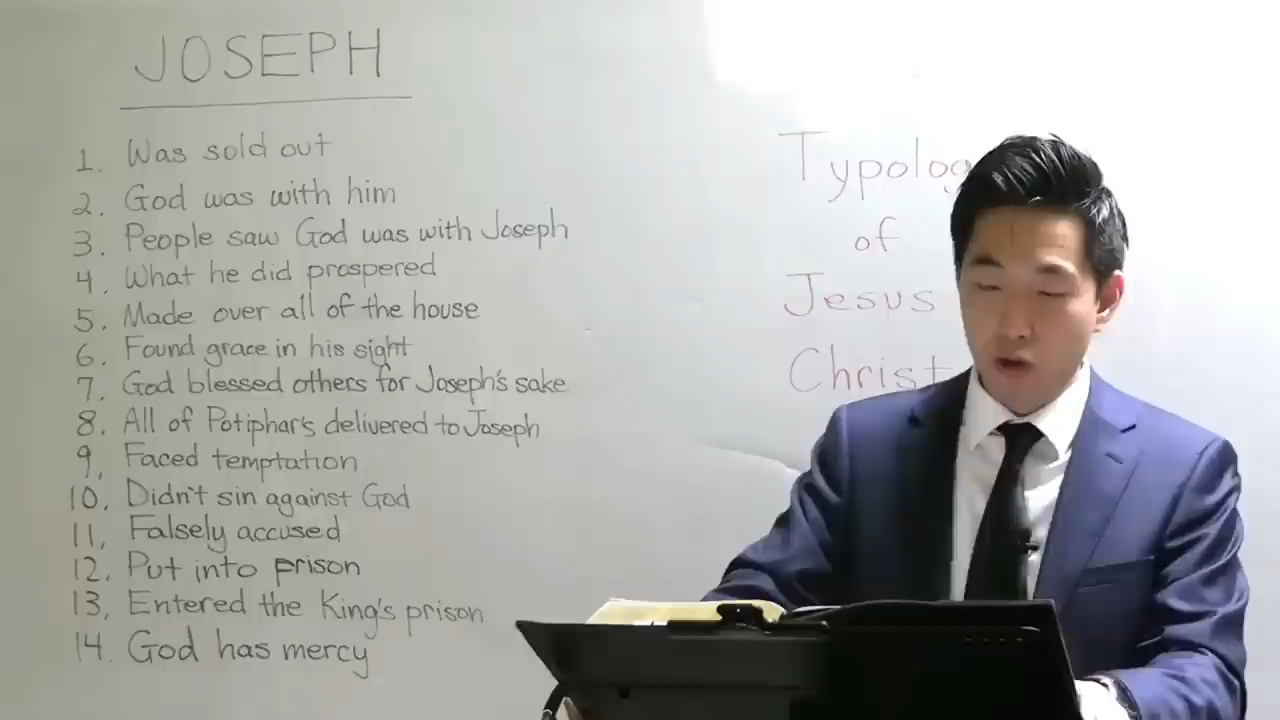 JOSEPH
1. Was sold out
2. God was with him
3. People saw God was with Joseph
4. What he did prospered
5. Made over all of the house
6. Found grace in his sight
7. God blessed others for Joseph's sake
8. All of Potiphar's delivered to Joseph
9. Faced temptation
10. Didn't sin against God
11. Falsely accused
12. Put into prison
13. Entered the King's prison
14. God has mercy
Typolog
of
Jesus
Christ